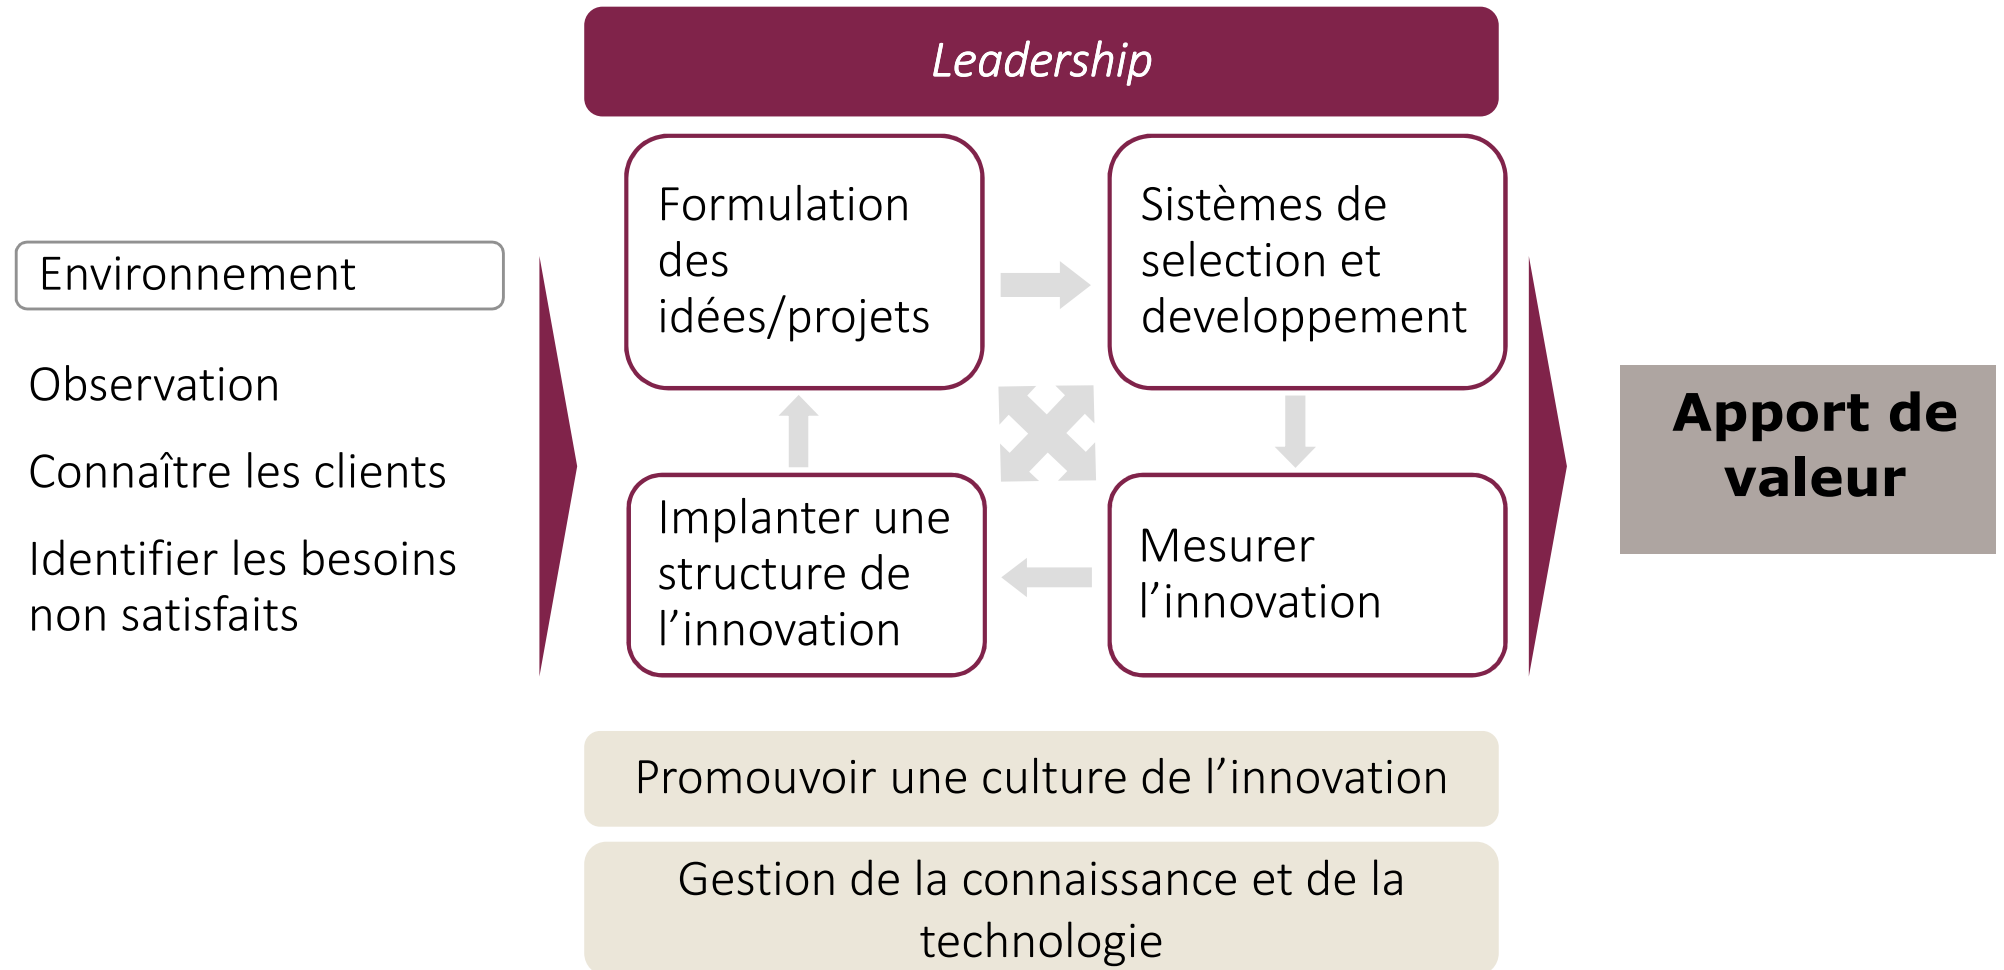 Leadership
Environnement
Observation
Connaître les clients
Identifier les besoins
non satisfaits
Formulation
des
idées/projets
Sistèmes de
selection et
developpement
Implanter une
structure de
l’innovation
Mesurer
l’innovation
Apport de
valeur
Promouvoir une culture de l’innovation
Gestion de la connaissance et de la
technologie